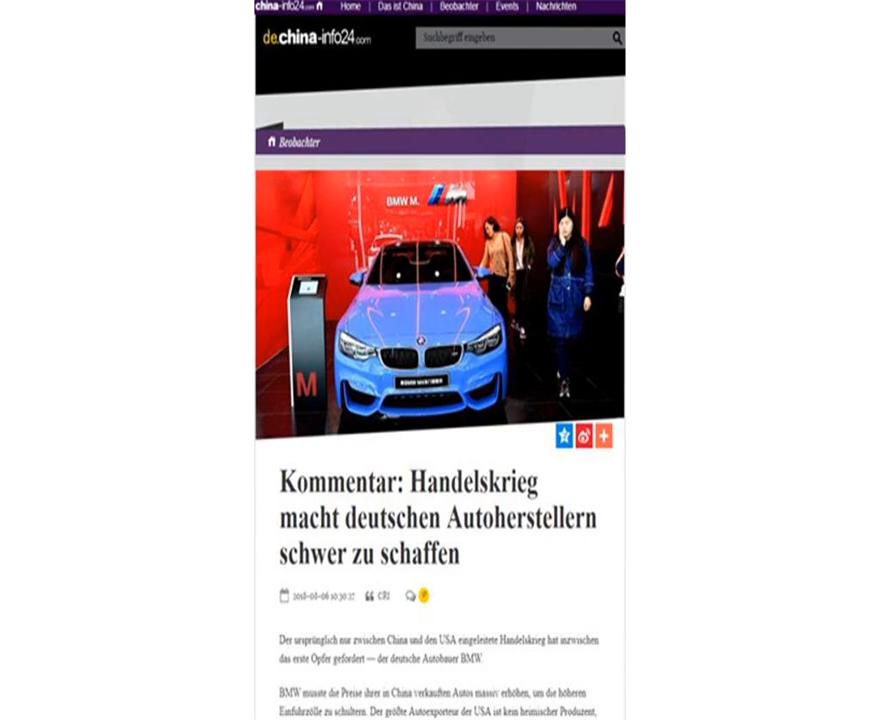 china-info24.com Home | Das ist China | Beobachter | Events | Nachrichten
de.china-info24.com Suchbegriff eingeben
Beobachter
BMW M. M
M
Kommentar: Handelskrieg
macht deutschen Autoherstellern
schwer zu schaffen
2018-08-06 10:30:27 CRI
Der ursprünglich nur zwischen China und den USA eingeleitete Handelskrieg hat inzwischen
das erste Opfer gefordert — der deutsche Autobauer BMW.
BMW musste die Preise ihrer in China verkauften Autos massiv erhöhen, um die höheren
Einfuhrzölle zu schultern. Der größte Autoexporteur der USA ist kein heimischer Produzent,